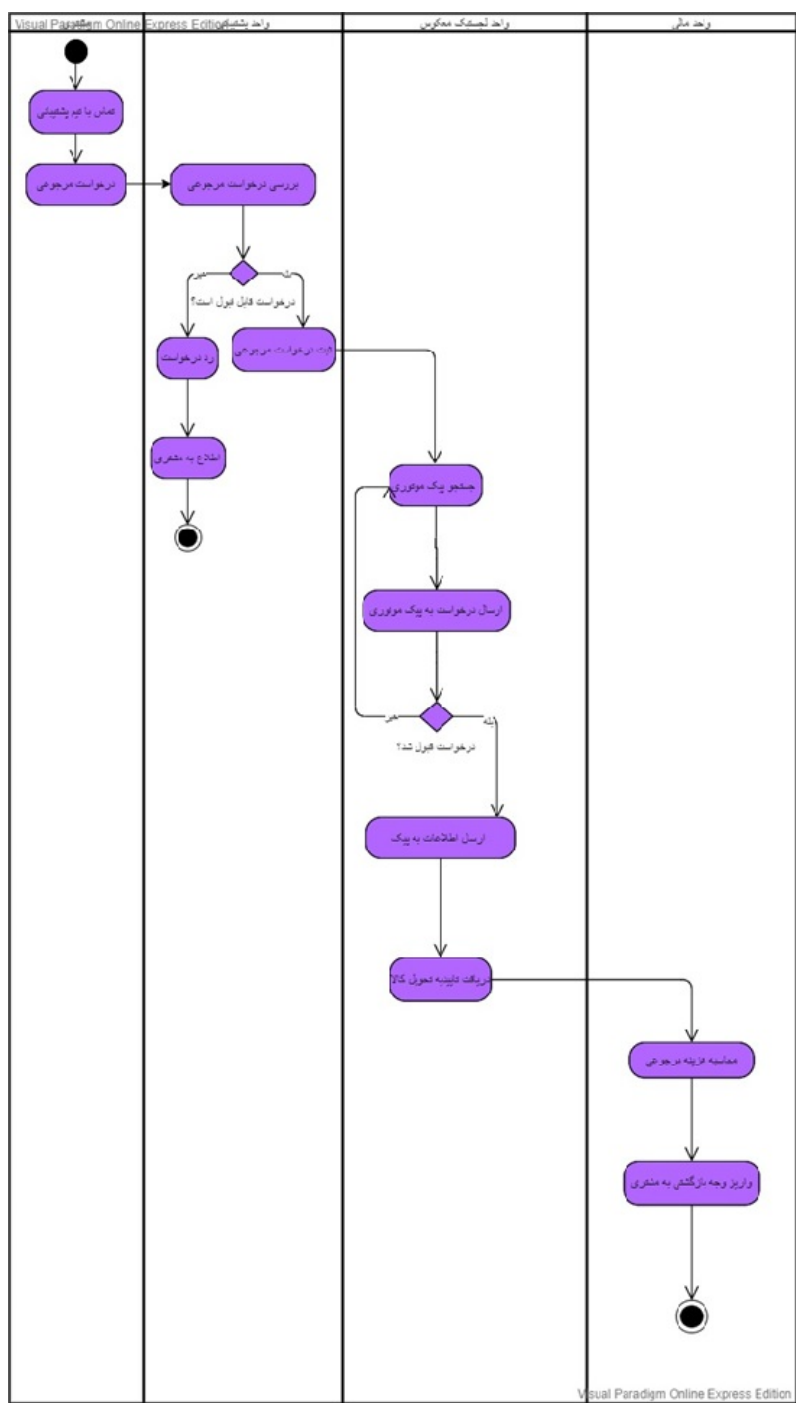 Visual Paradigm Online Express Edition
واحد پشتیبانی
واحد لجستیک معکوس
واحد مالی
تماس با تیم پشتیبانی
درخواست مرجوعی
بررسی درخواست مرجوعی
خیر
بله
درخواست قابل قبول است؟
رد درخواست
ثبت درخواست مرجوعی
اطلاع به مشتری
جستجو پیک موتوری
ارسال درخواست به پیک موتوری
خیر
بله
درخواست قبول شد؟
ارسال اطلاعات به پیک
دریافت تاییدیه تحویل کالا
محاسبه هزینه مرجوعی
واریز وجه بازگشتی به مشتری
Visual Paradigm Online Express Edition